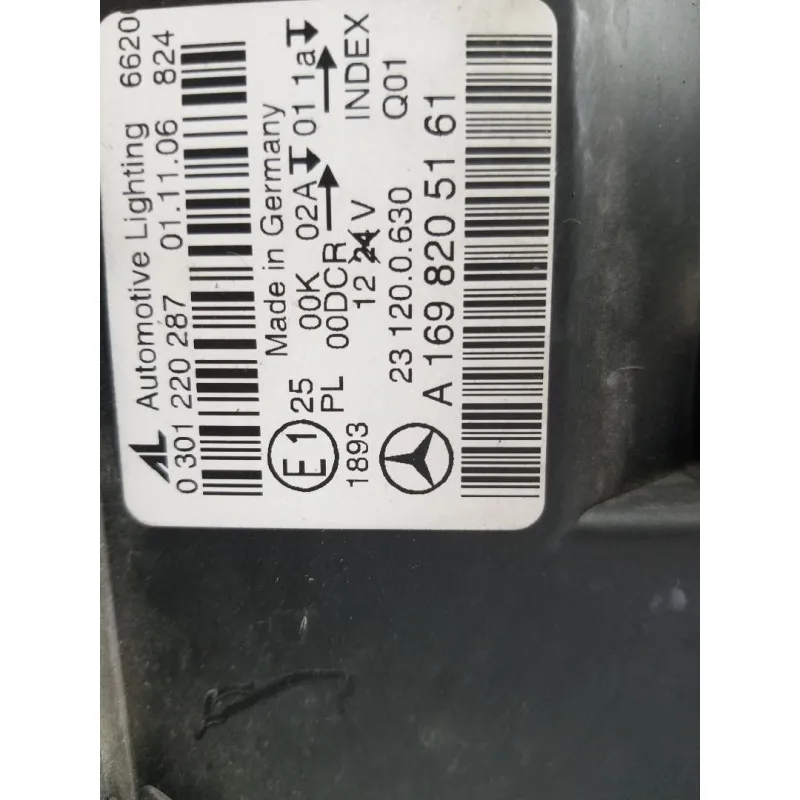 AL Automotive Lighting 6620
0 301 220 287 01.11.06 824
Made in Germany
E1 25 00K 02A 01 1a
PL 00DCR
1893 12 24 V INDEX
23 120.0.630 Q01
A 169 820 51 61